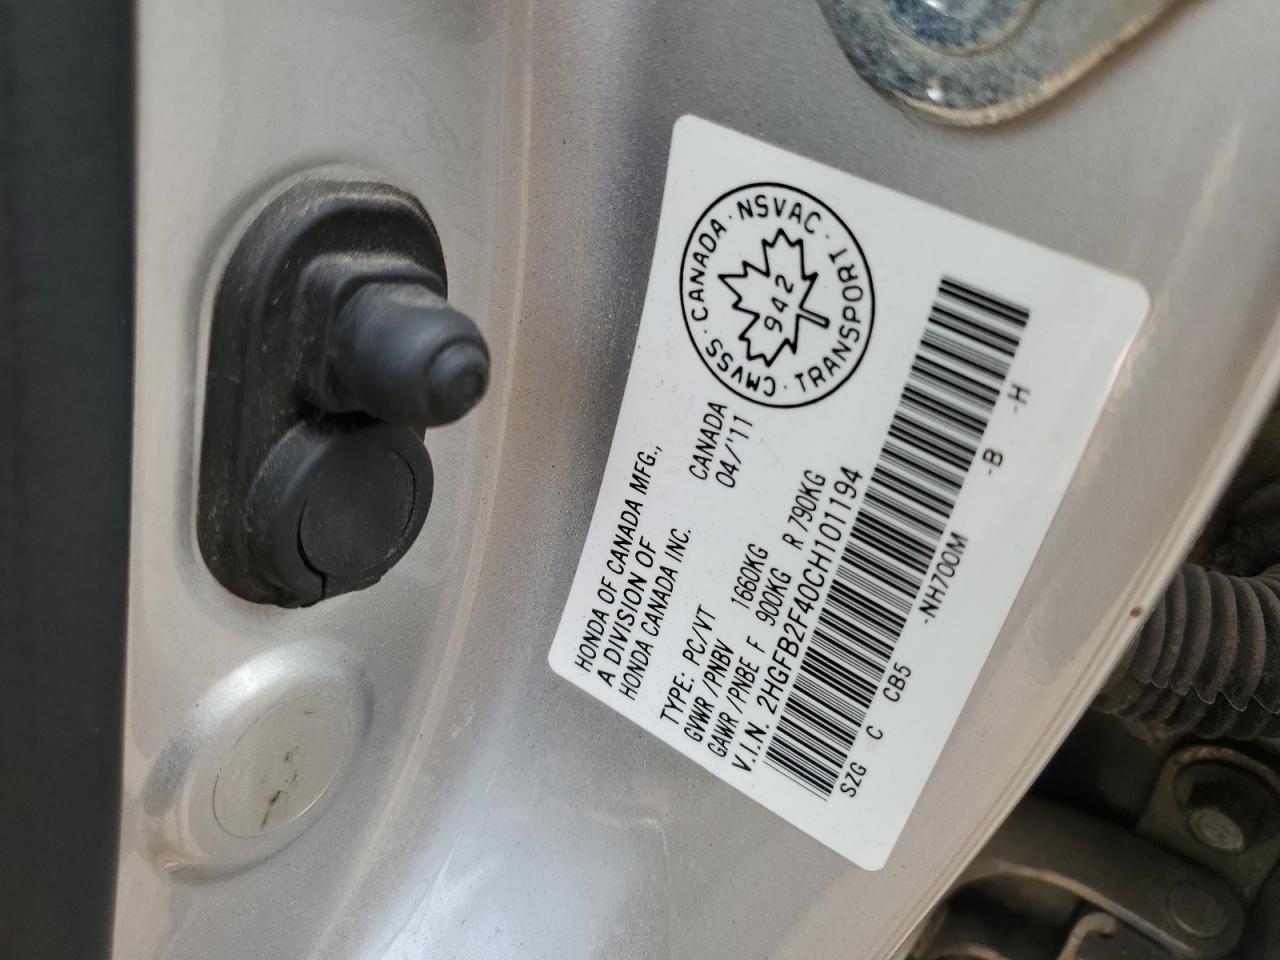 HONDA OF CANADA MFG.,
A DIVISION OF
HONDA CANADA INC.
CANADA
04/'11
CMVSS · CANADA · NSVAC · TRANSPORT ·
942
TYPE: PC/VT
GVWR /PNBV 1660KG
GAWR /PNBE F 900KG R 790KG
V.I.N. 2HGFB2F40CH101194
SZG C CB5 -NH700M -B -H